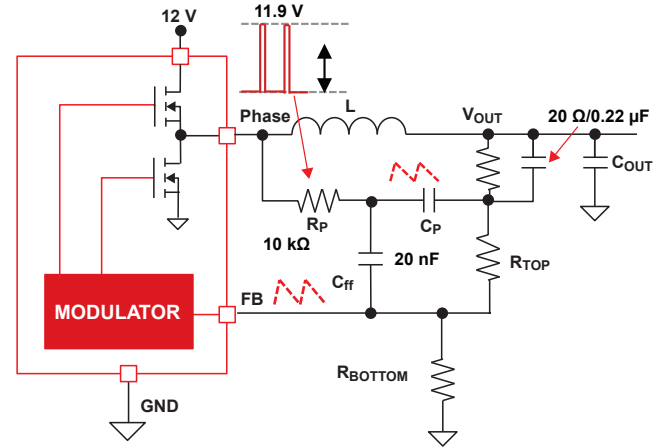 12 V
11.9 V
Phase
L
VOUT
20 Ω/0.22 µF
COUT
RP
10 kΩ
CP
20 nF
Cff
RTOP
MODULATOR
FB
RBOTTOM
GND